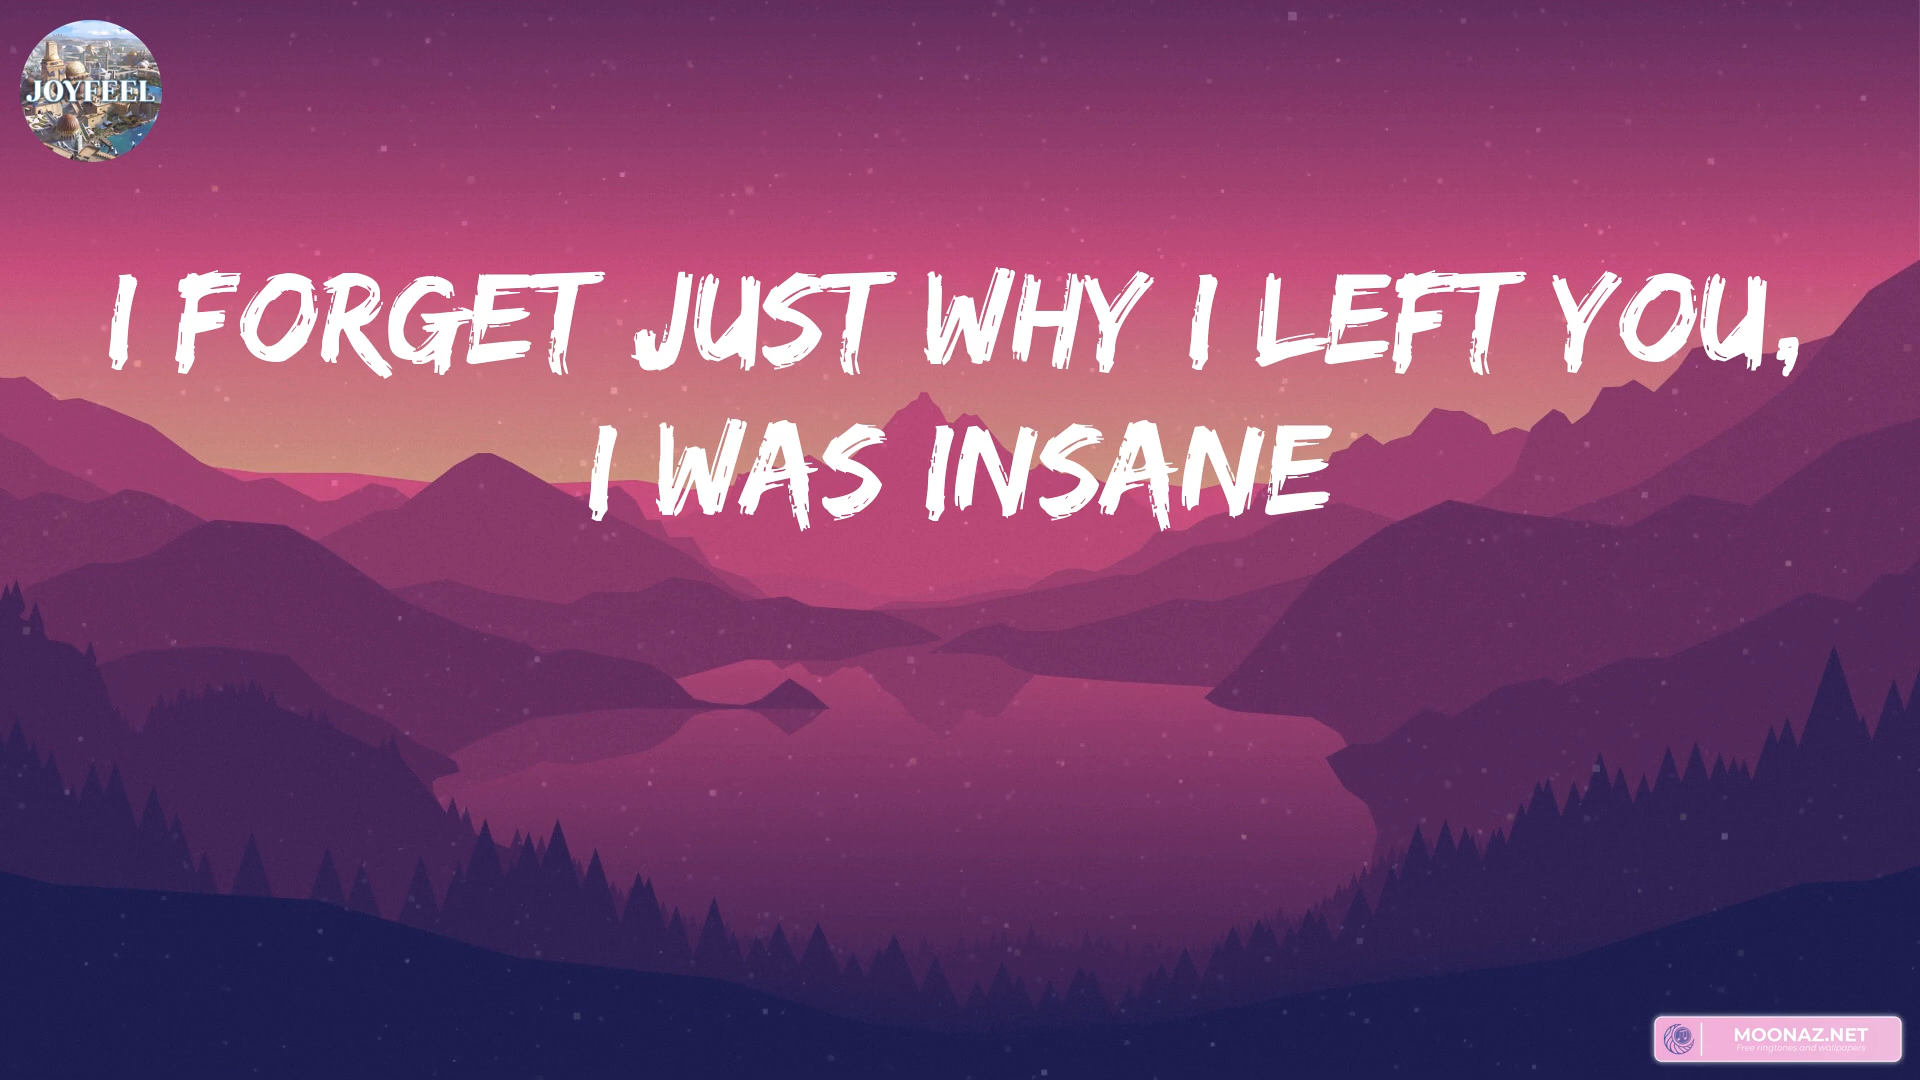 JOYFEEL
I FORGET JUST WHY I LEFT YOU,
I WAS INSANE
MOONAZ.NET
Free ringtones and wallpapers